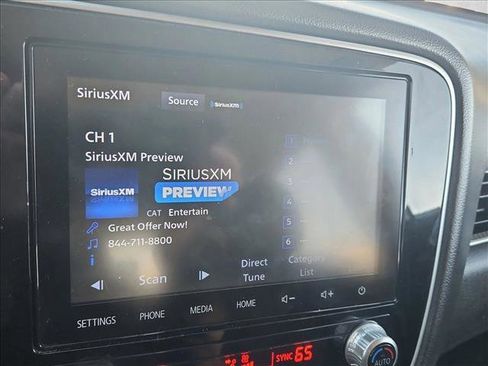 SiriusXM Source SiriusXM
CH 1
SiriusXM Preview
SIRIUSXM
PREVIEW
SiriusXM
CAT Entertain
Great Offer Now!
844-711-8800
1
2 ---
3 ---
4 ---
5 ---
6 ---
Scan
Direct
Tune
Category
List
SETTINGS PHONE MEDIA HOME
SYNC 65
AUTO